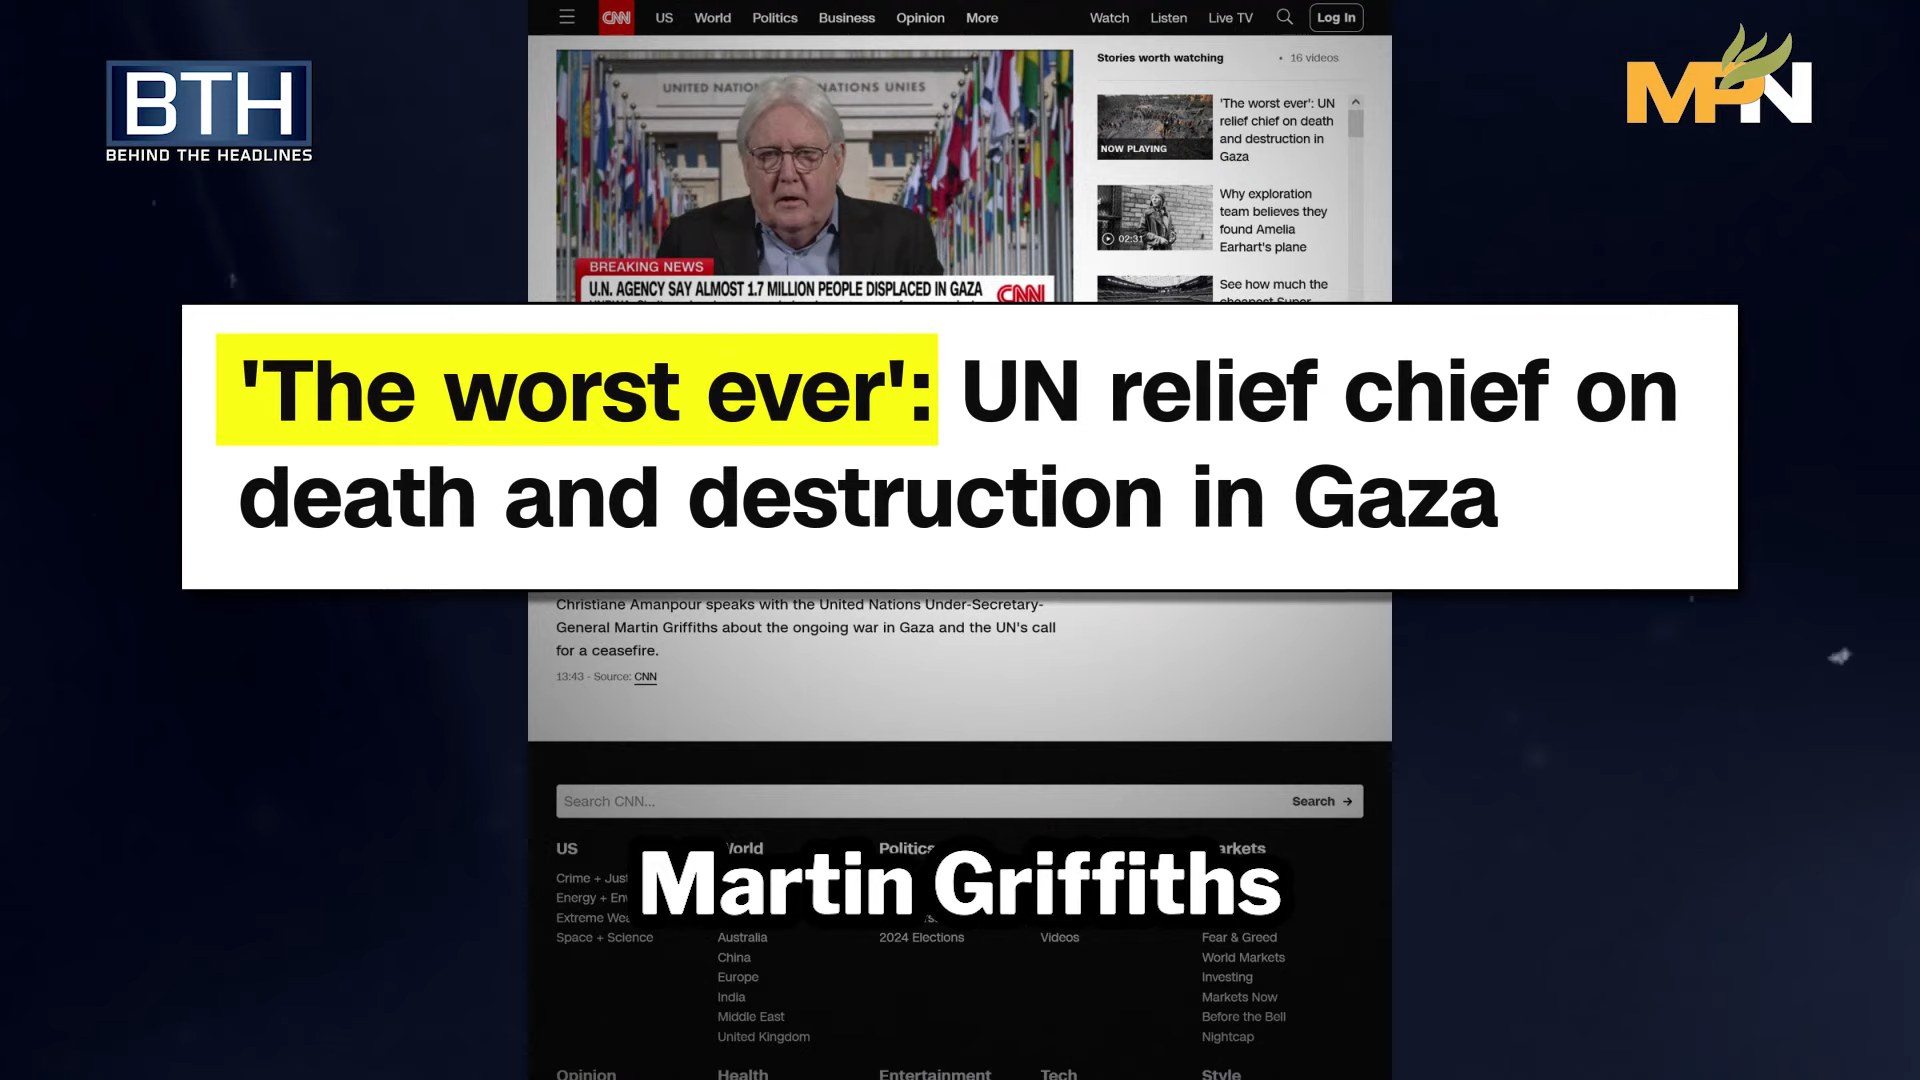 CNN US World Politics Business Opinion More Watch Listen Live TV Log In
BTH
BEHIND THE HEADLINES
MPN
UNITED NATIONS NATIONS UNIES
BREAKING NEWS
U.N. AGENCY SAY ALMOST 1.7 MILLION PEOPLE DISPLACED IN GAZA
CNN
Stories worth watching • 16 videos
NOW PLAYING
'The worst ever': UN
relief chief on death
and destruction in
Gaza
02:31
Why exploration
team believes they
found Amelia
Earhart's plane
See how much the
'The worst ever': UN relief chief on
death and destruction in Gaza
Christiane Amanpour speaks with the United Nations Under-Secretary-
General Martin Griffiths about the ongoing war in Gaza and the UN's call
for a ceasefire.
13:43 - Source: CNN
Search CNN... Search →
US
Politics
Martin Griffiths
Space + Science
Australia
China
Europe
India
Middle East
United Kingdom
2024 Elections
Videos
Fear & Greed
World Markets
Investing
Markets Now
Before the Bell
Nightcap
Opinion Health Entertainment Tech Style